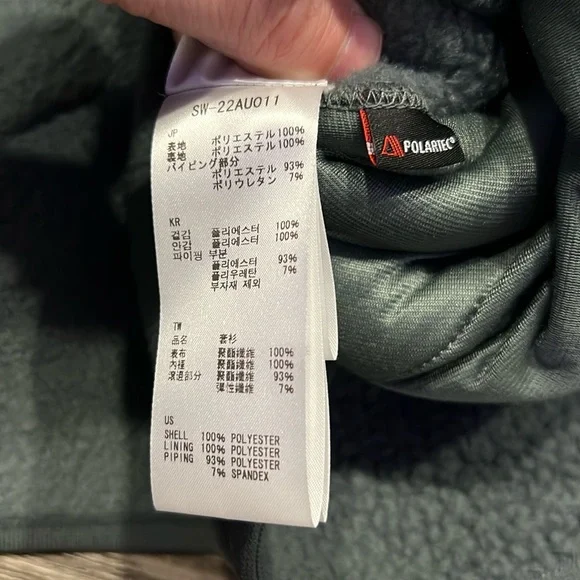 SW-22AU011
JP
表地 ポリエステル100%
裏地 ポリエステル100%
パイピング部分
ポリエステル 93%
ポリウレタン 7%
KR
겉감 폴리에스터 100%
안감 폴리에스터 100%
파이핑 부분
폴리에스터 93%
폴리우레탄 7%
부자재 제외
TW
品名 套衫
表布 聚酯纖維 100%
內裡 聚酯纖維 100%
滾邊部分 聚酯纖維 93%
彈性纖維 7%
US
SHELL 100% POLYESTER
LINING 100% POLYESTER
PIPING 93% POLYESTER
7% SPANDEX
POLARTEC®